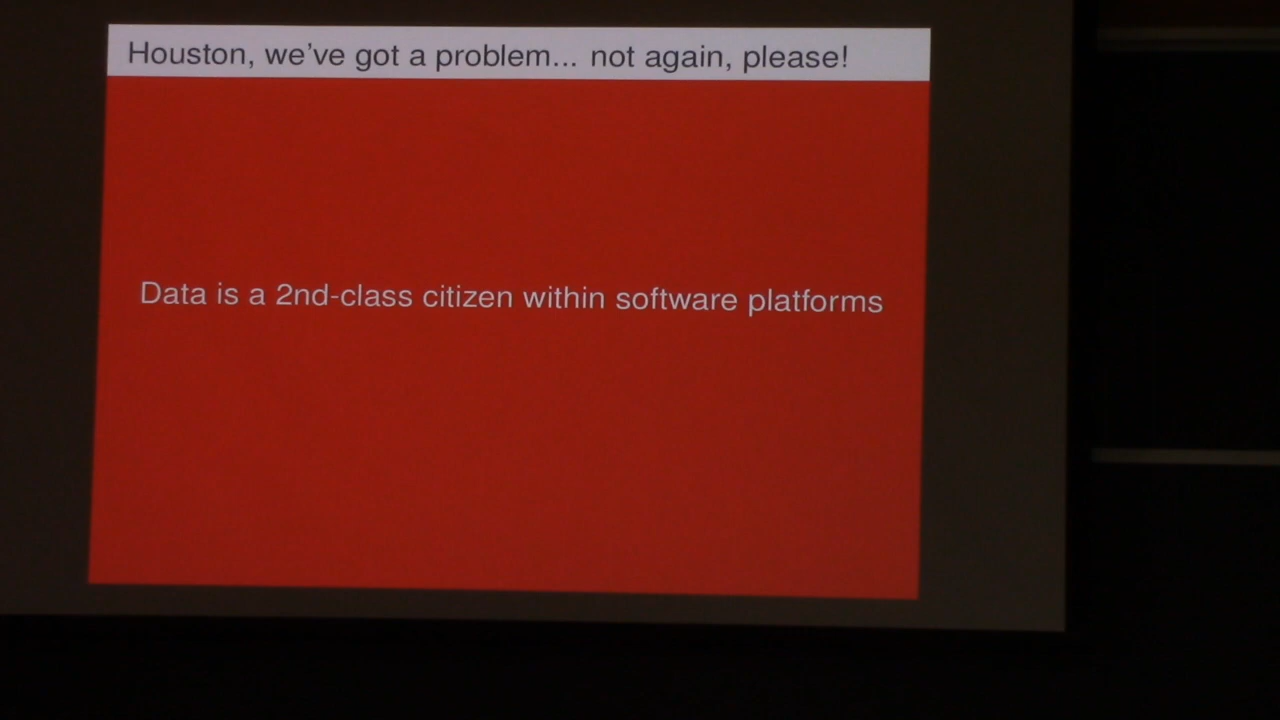 Houston, we've got a problem... not again, please!
Data is a 2nd-class citizen within software platforms